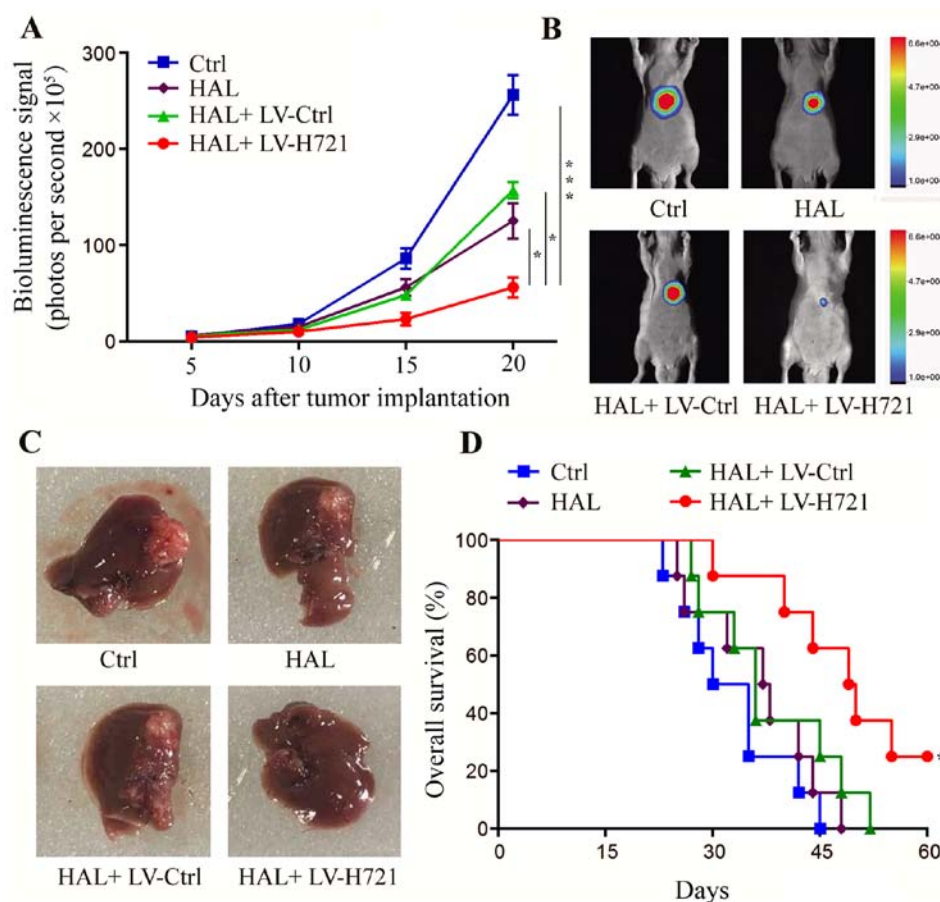 A
Bioluminescence signal
(photos per second ×10⁵)
300
200
100
0
Ctrl
HAL
HAL+ LV-Ctrl
HAL+ LV-H721
*
*
***
5
10
15
20
Days after tumor implantation
B
Ctrl
HAL
HAL+ LV-Ctrl
HAL+ LV-H721
C
Ctrl
HAL
HAL+ LV-Ctrl
HAL+ LV-H721
D
Ctrl
HAL+ LV-Ctrl
HAL
HAL+ LV-H721
Overall survival (%)
100
80
60
40
20
0
0
15
30
45
60
Days